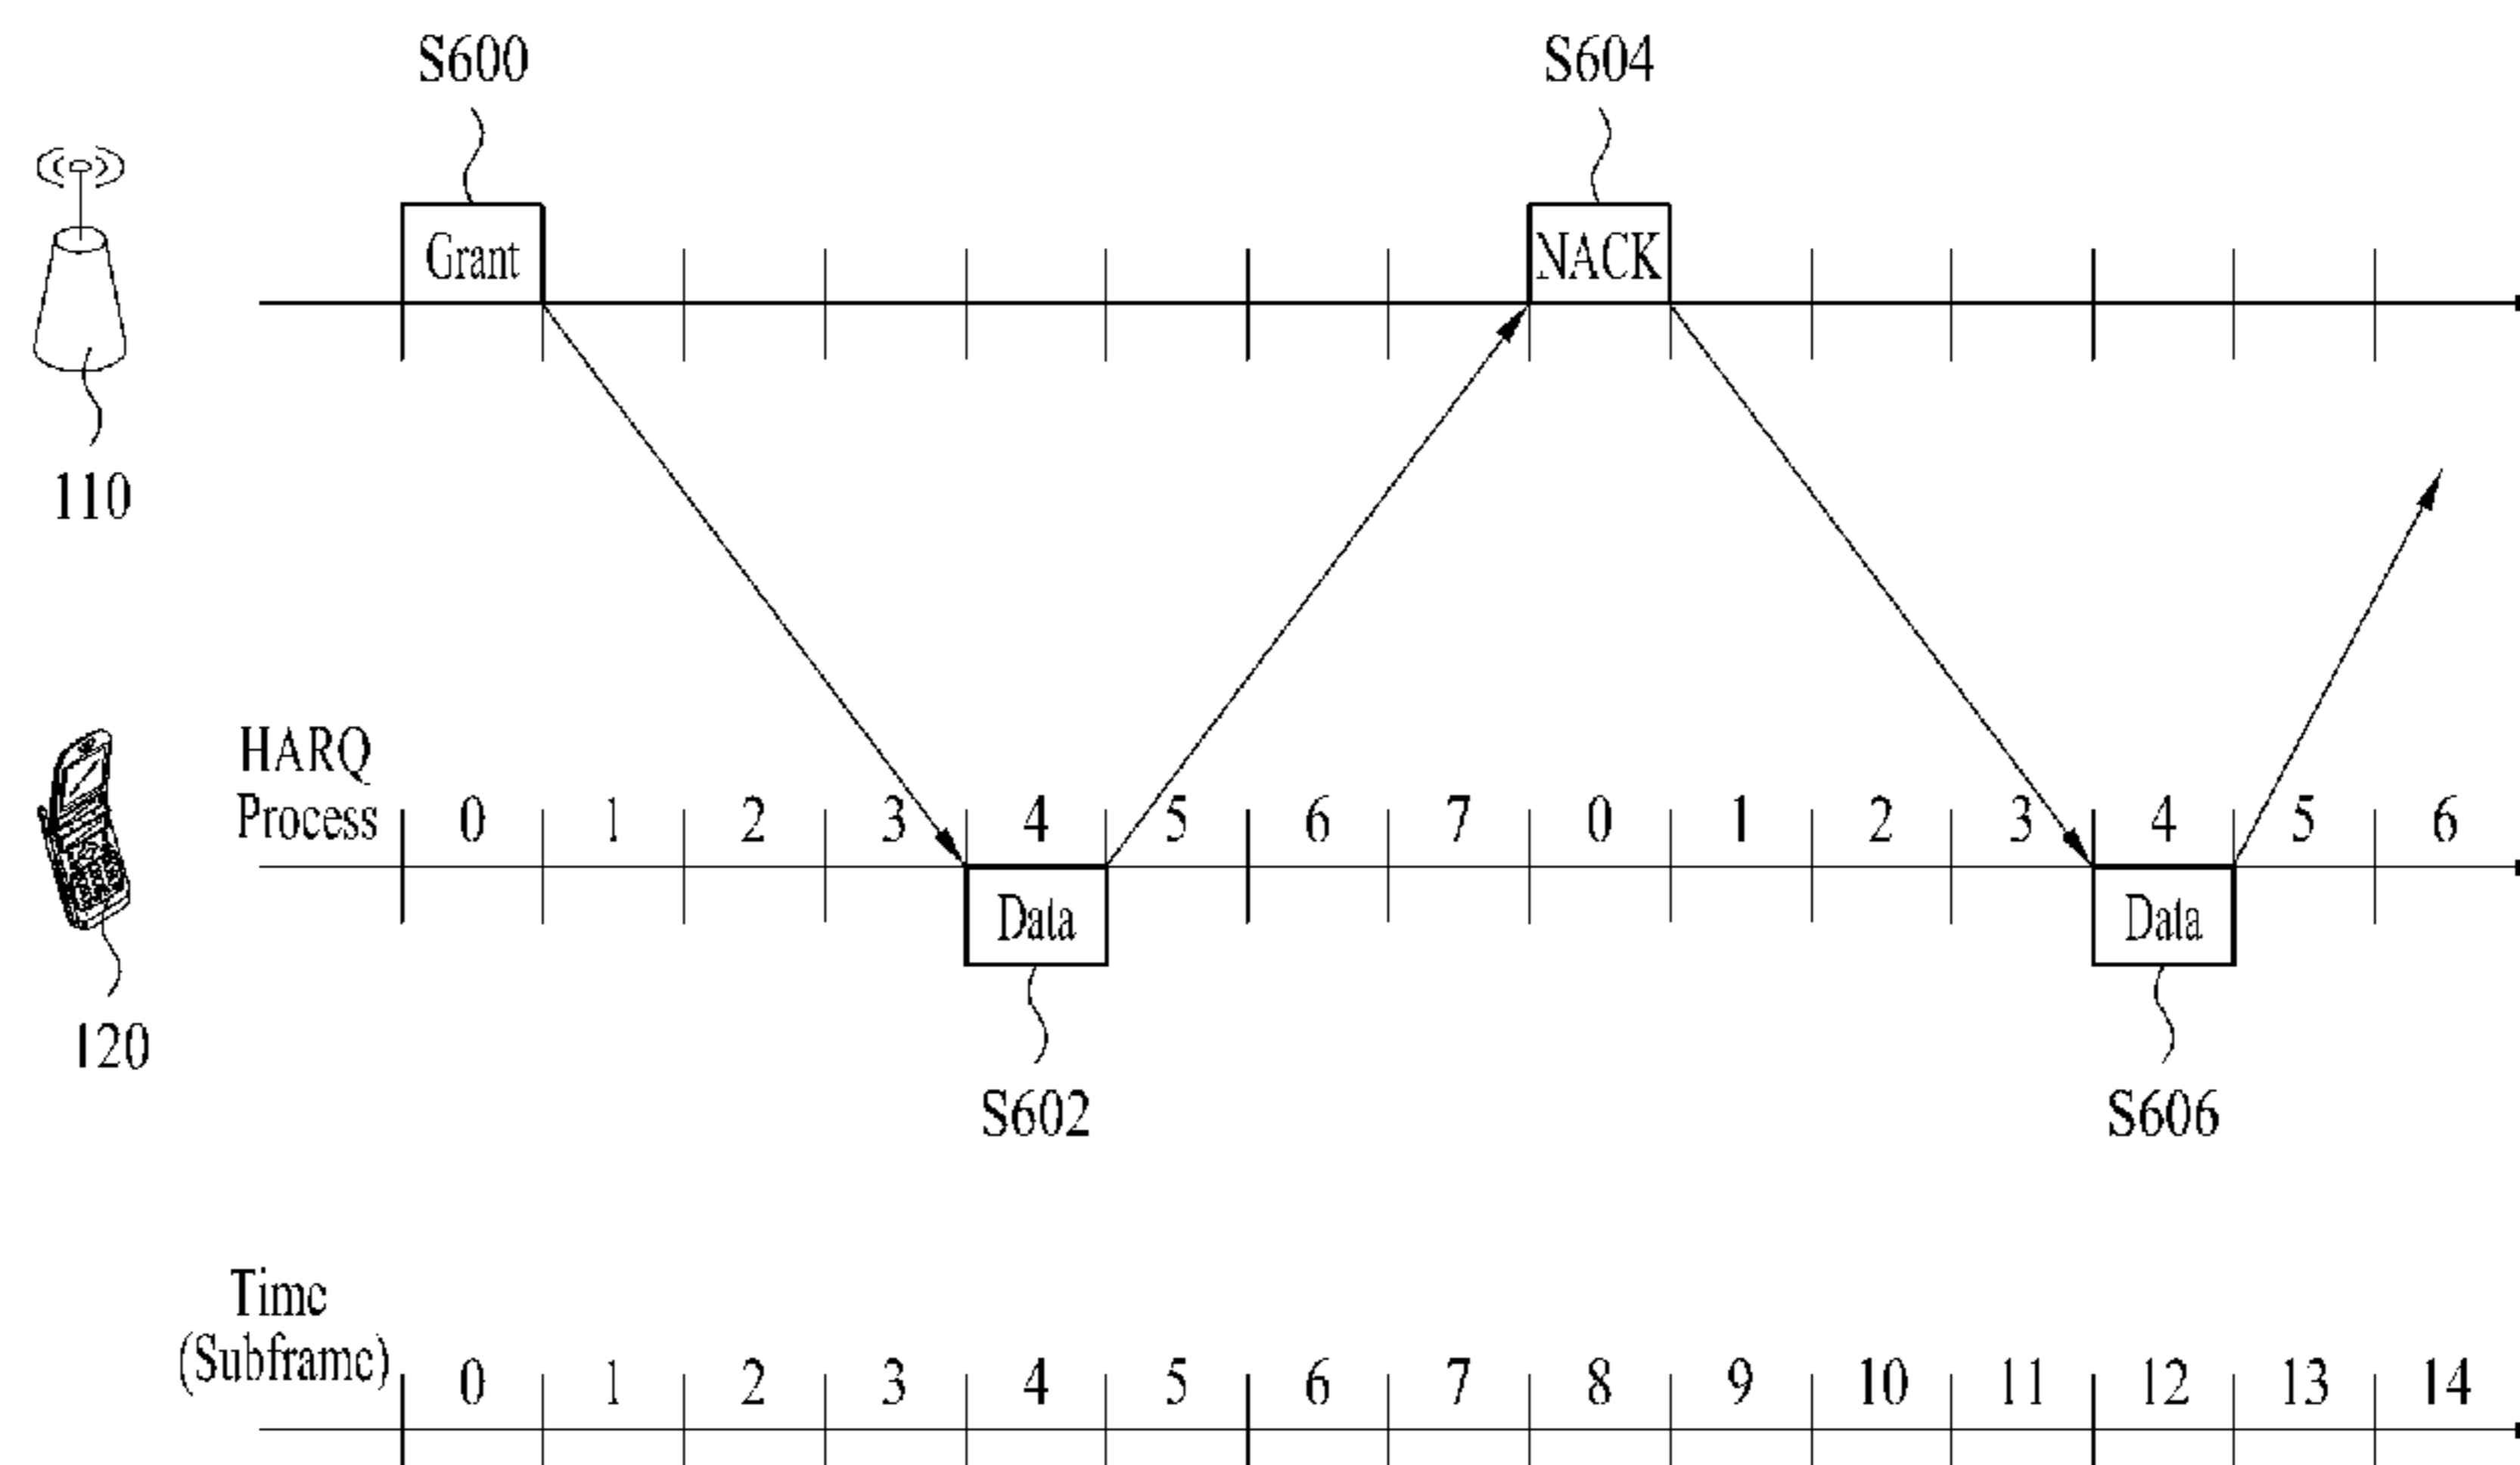 S600 S604
Grant NACK
110
HARQ
Process 0 1 2 3 4 5 6 7 0 1 2 3 4 5 6
Data Data
120
S602 S606
Time
(Subframe) 0 1 2 3 4 5 6 7 8 9 10 11 12 13 14